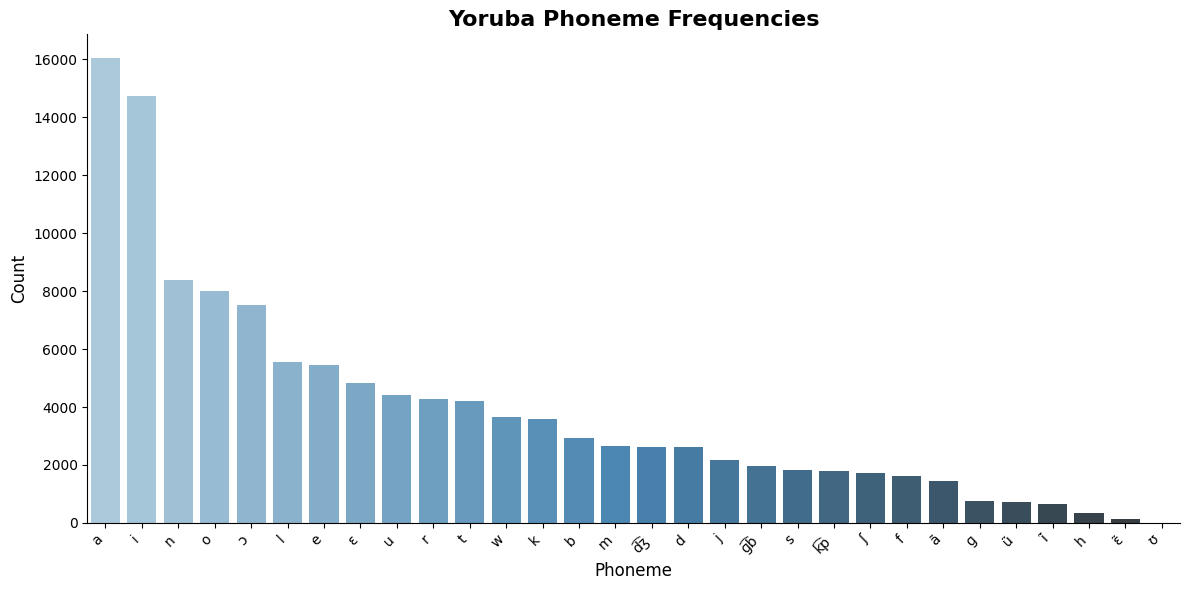 Yoruba Phoneme Frequencies
Count
16000
14000
12000
10000
8000
6000
4000
2000
0
a i n o ɔ l e ɛ u r t w k b m d͡ʒ d j ɡ͡b s k͡p ʃ f ã ɡ ũ ĩ h ɛ̃ ʊ
Phoneme